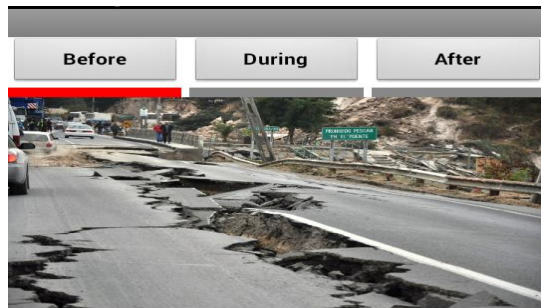 Before
During
After
PROHIBIDO PESCAR
EN EL PUENTE